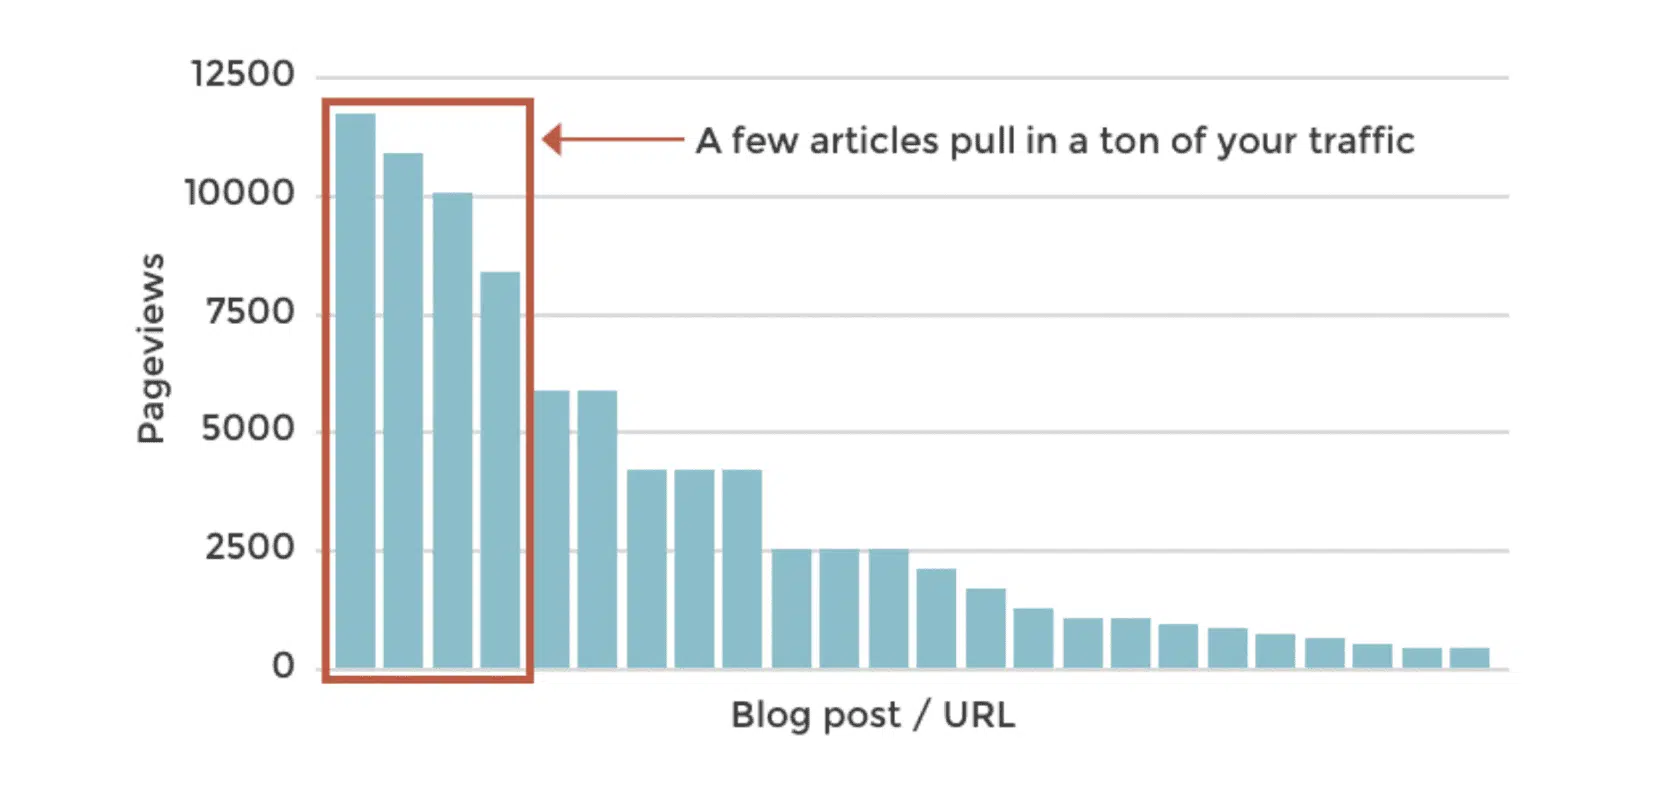 12500
A few articles pull in a ton of your traffic
10000
7500
Pageviews
5000
2500
0
Blog post / URL